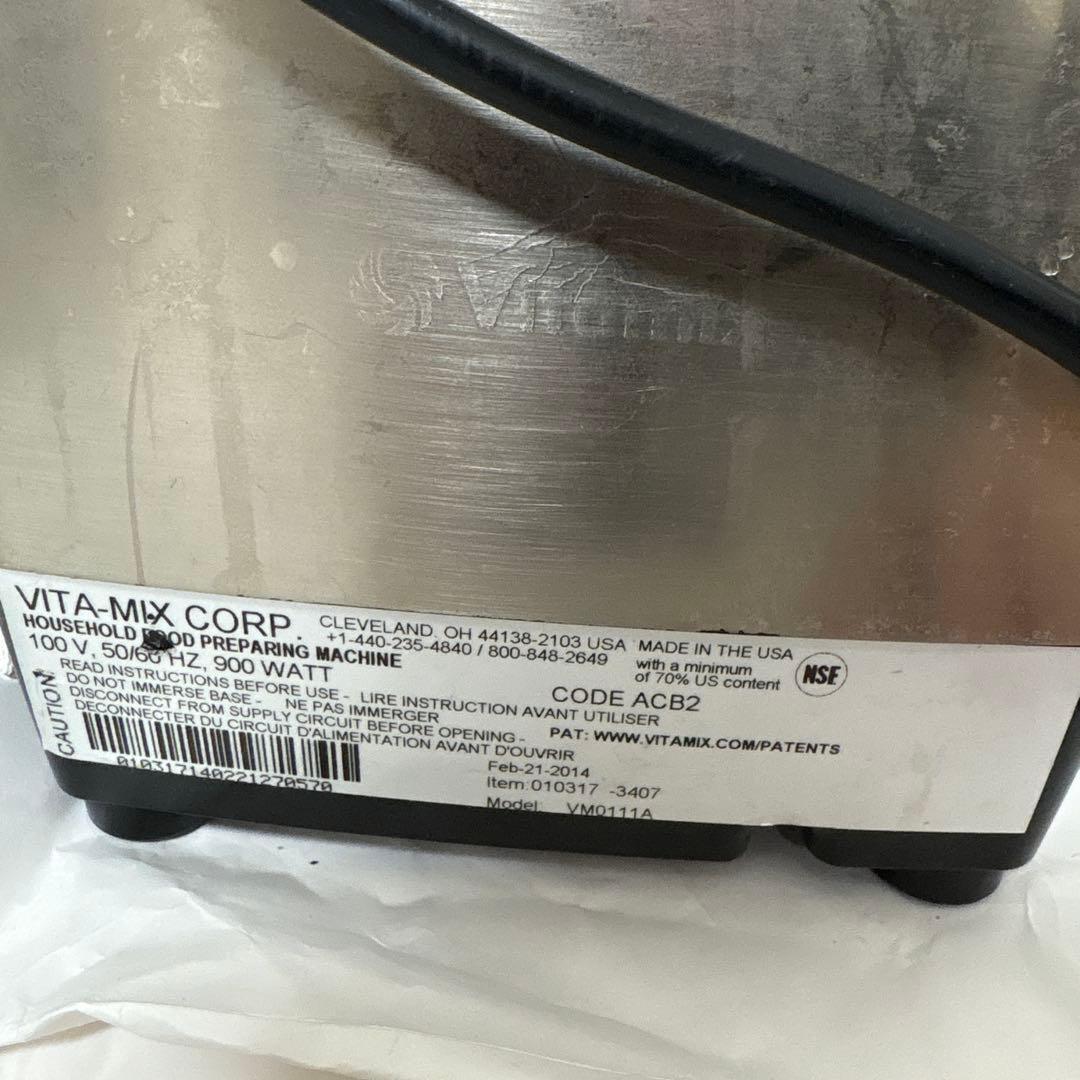 Vitamix
VITA-MIX CORP.
CLEVELAND, OH 44138-2103 USA
HOUSEHOLD FOOD PREPARING MACHINE
+1-440-235-4840 / 800-848-2649
MADE IN THE USA
with a minimum
of 70% US content
NSF
100 V, 50/60 HZ, 900 WATT
CAUTION
READ INSTRUCTIONS BEFORE USE - LIRE INSTRUCTION AVANT UTILISER
CODE ACB2
DO NOT IMMERSE BASE - NE PAS IMMERGER
DISCONNECT FROM SUPPLY CIRCUIT BEFORE OPENING -
DECONNECTER DU CIRCUIT D'ALIMENTATION AVANT D'OUVRIR
PAT: WWW.VITAMIX.COM/PATENTS
010317140221270570
Feb-21-2014
Item:010317 -3407
Model: VM0111A